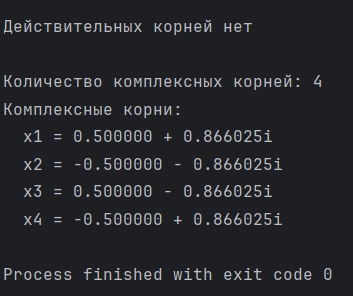 Действительных корней нет
Количество комплексных корней: 4
Комплексные корни:
x1 = 0.500000 + 0.866025i
x2 = -0.500000 - 0.866025i
x3 = 0.500000 - 0.866025i
x4 = -0.500000 + 0.866025i
Process finished with exit code 0